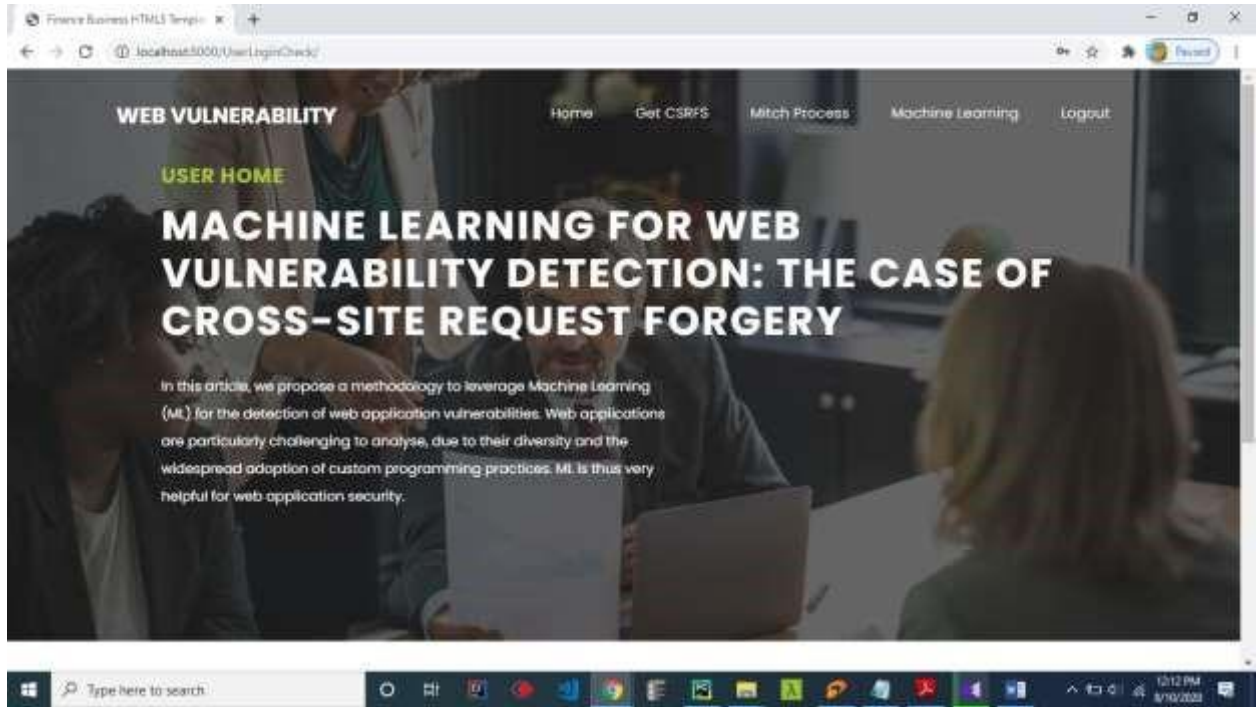 Finance Business HTML5 Templ
localhost:5000/UserLoginCheck/
Paused
WEB VULNERABILITY
Home Get CSRFS Mitch Process Machine Learning Logout
USER HOME
MACHINE LEARNING FOR WEB
VULNERABILITY DETECTION: THE CASE OF
CROSS-SITE REQUEST FORGERY
In this article, we propose a methodology to leverage Machine Learning
(ML) for the detection of web application vulnerabilities. Web applications
are particularly challenging to analyse, due to their diversity and the
widespread adoption of custom programming practices. ML is thus very
helpful for web application security.
Type here to search
12:12 PM